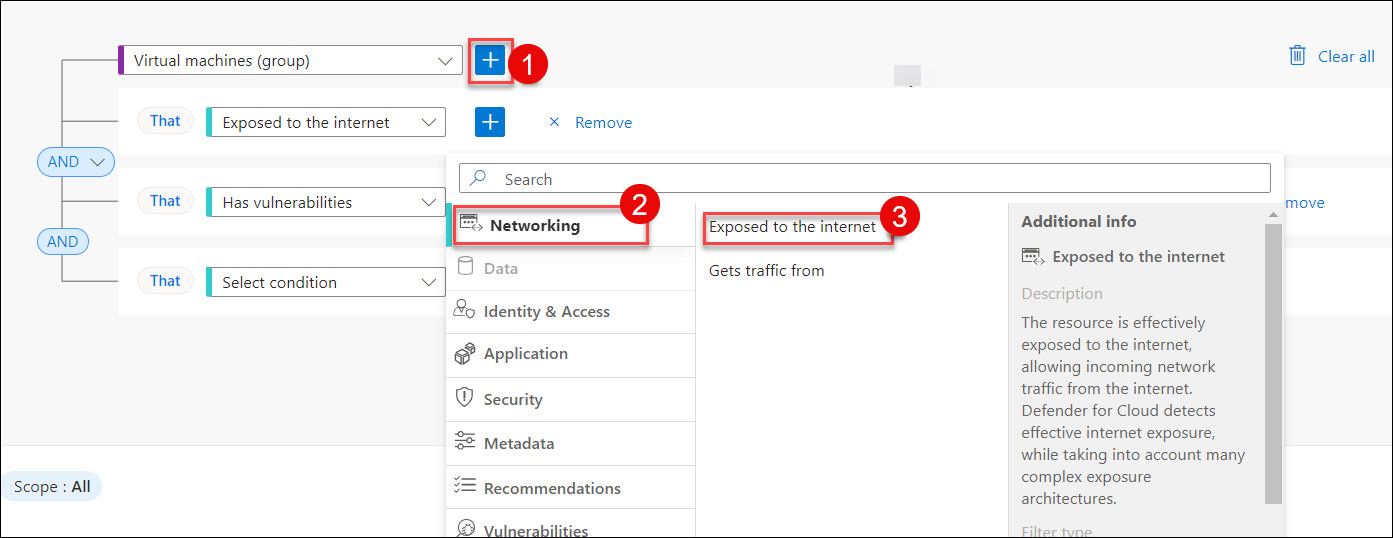 Virtual machines (group)
1
Clear all
That
Exposed to the internet
Remove
AND
Search
That
Has vulnerabilities
Networking
2
Exposed to the internet
3
Additional info
move
Data
Gets traffic from
Exposed to the internet
AND
That
Select condition
Identity & Access
Description
Application
The resource is effectively
exposed to the internet,
allowing incoming network
traffic from the internet.
Defender for Cloud detects
effective internet exposure,
while taking into account many
complex exposure
architectures.
Security
Metadata
Recommendations
Vulnerabilities
Filter type
Scope : All